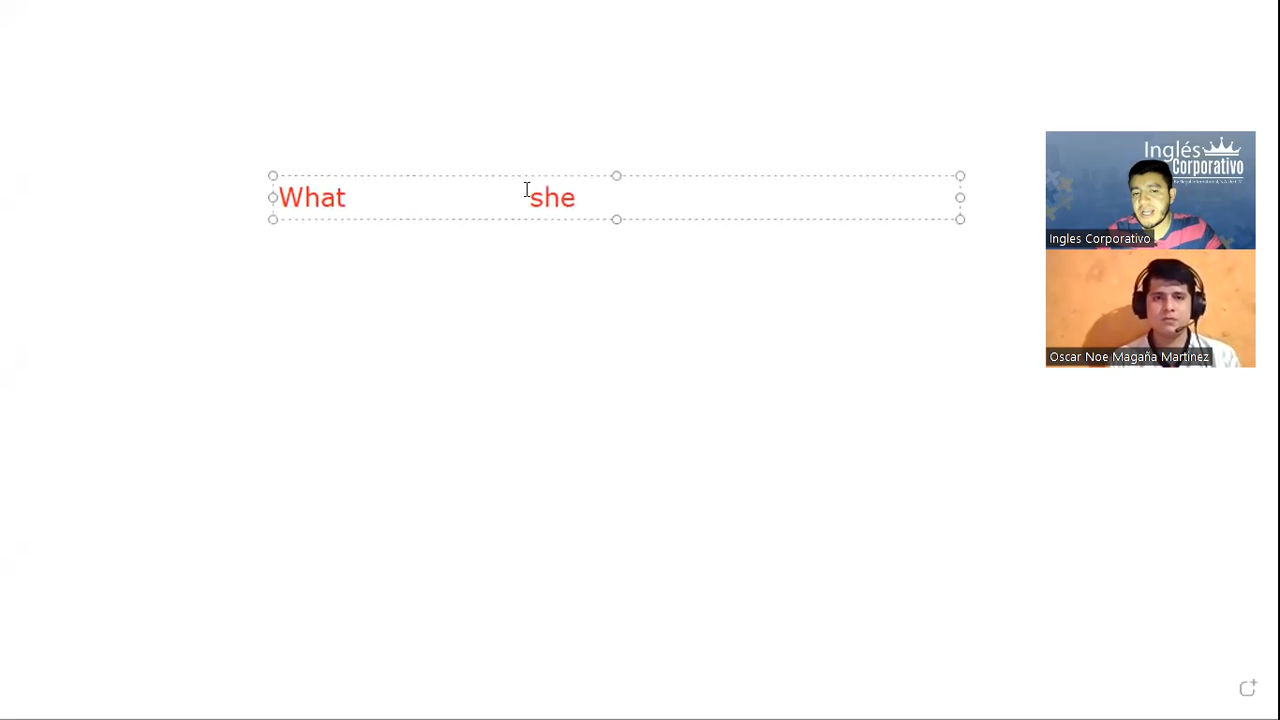 What she
Inglés
Corporativo
Ingles Corporativo
Oscar Noe Magaña Martinez